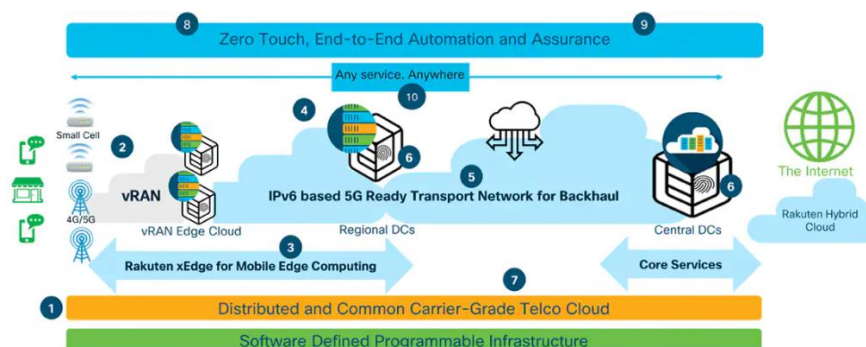 8
9
Zero Touch, End-to-End Automation and Assurance
Any service. Anywhere
10
Small Cell
2
4
6
vRAN
5
IPv6 based 5G Ready Transport Network for Backhaul
6
The Internet
4G/5G
vRAN Edge Cloud
Regional DCs
Central DCs
Rakuten Hybrid
Cloud
3
Rakuten xEdge for Mobile Edge Computing
Core Services
7
1
Distributed and Common Carrier-Grade Telco Cloud
Software Defined Programmable Infrastructure